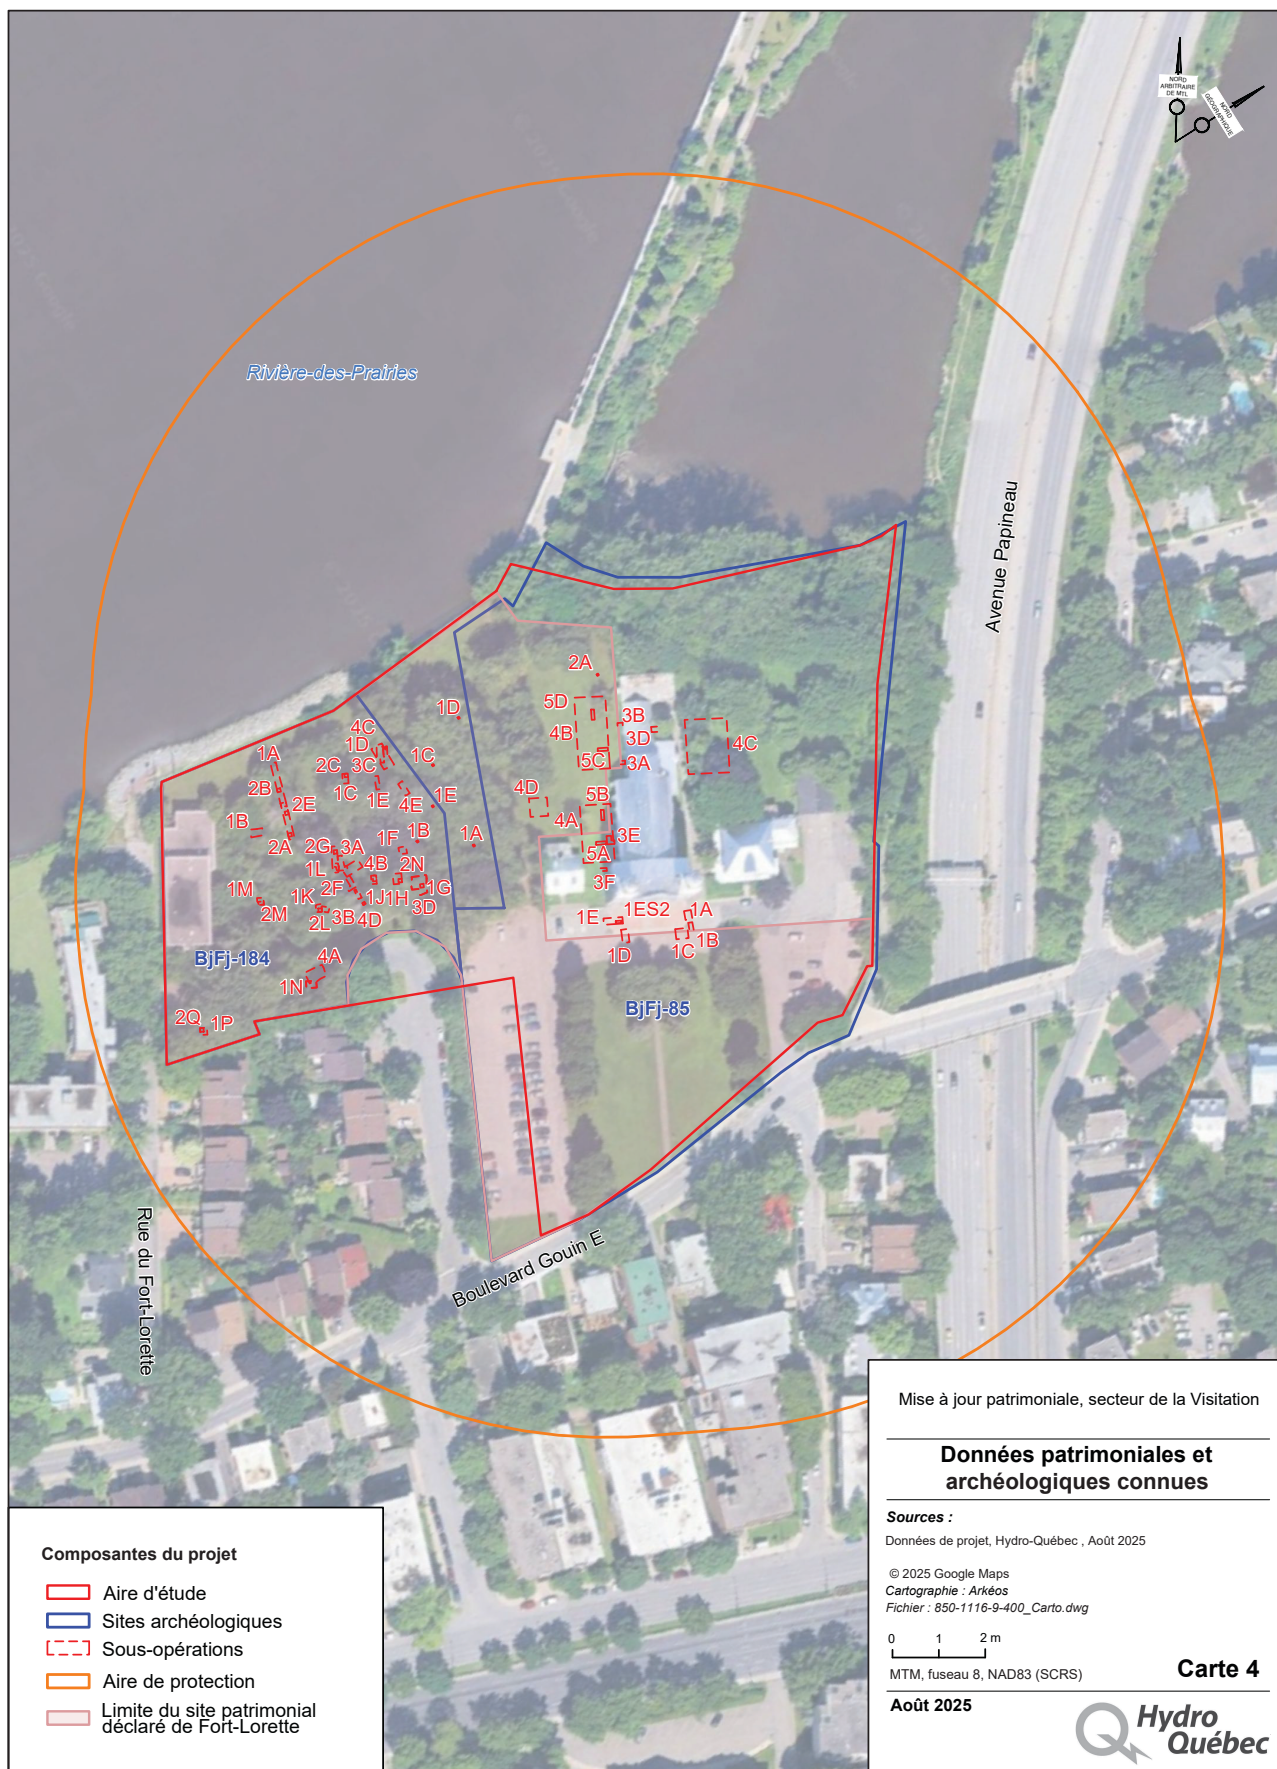 NORD
ARBITRAIRE
DE MTL
NORD
GÉOGRAPHIQUE
Rivière-des-Prairies
Avenue Papineau
2A
5D
1D
3B
4C
4B
3D
4C
1D
1A
2C
3C
1C
5C
3A
2B
1C
1E
4E
1E
4D
5B
2E
4A
1B
2A
1F
1B
1A
3E
2G
3A
5A
1L
4B
2N
3F
2F
1G
1M
1K
1J
1H
3D
2M
2L
3B
4D
1E
1ES2
1A
1D
1C
1B
BjFj-184
4A
1N
BjFj-85
2Q
1P
Rue du Fort-Lorette
Boulevard Gouin E
Composantes du projet
Aire d'étude
Sites archéologiques
Sous-opérations
Aire de protection
Limite du site patrimonial
déclaré de Fort-Lorette
Mise à jour patrimoniale, secteur de la Visitation
Données patrimoniales et
archéologiques connues
Sources :
Données de projet, Hydro-Québec , Août 2025
© 2025 Google Maps
Cartographie : Arkéos
Fichier : 850-1116-9-400_Carto.dwg
0 1 2 m
MTM, fuseau 8, NAD83 (SCRS)
Carte 4
Août 2025
Hydro
Québec